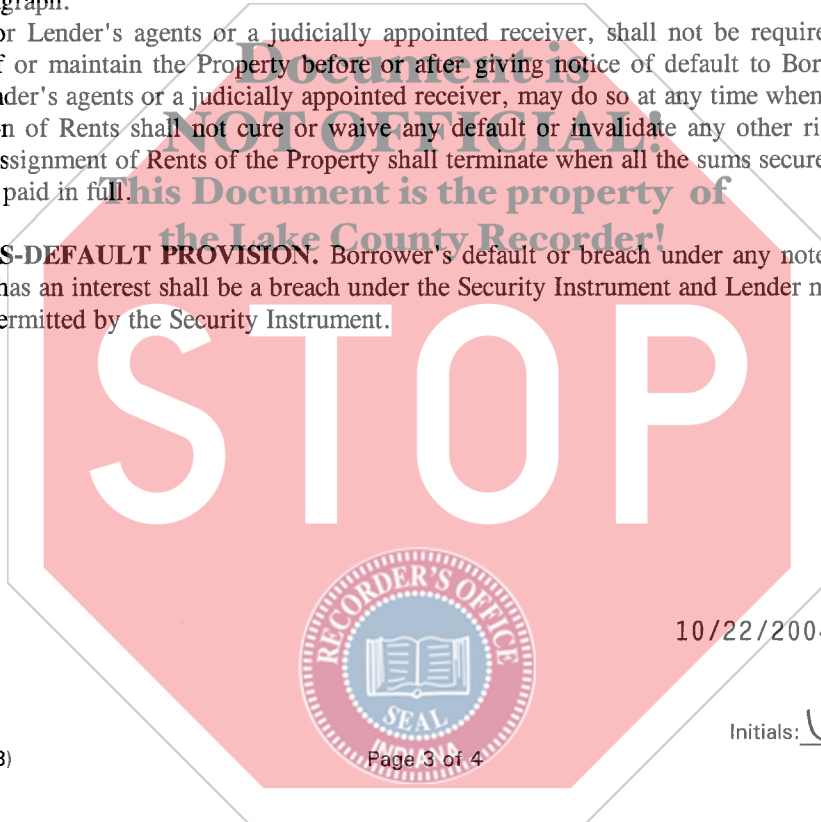 graph.
or Lender's agents or a judicially appointed receiver, shall not be require
f or maintain the Property before or after giving notice of default to Bor
nder's agents or a judicially appointed receiver, may do so at any time when
n of Rents shall not cure or waive any default or invalidate any other ri
ssignment of Rents of the Property shall terminate when all the sums secure
paid in full.
S-DEFAULT PROVISION. Borrower's default or breach under any note
has an interest shall be a breach under the Security Instrument and Lender m
ermitted by the Security Instrument.
Document is
NOT OFFICIAL!
This Document is the property of
the Lake County Recorder!
STOP
RECORDER'S OFFICE
SEAL
INDIANA
10/22/2004
Initials:
3)
Page 3 of 4